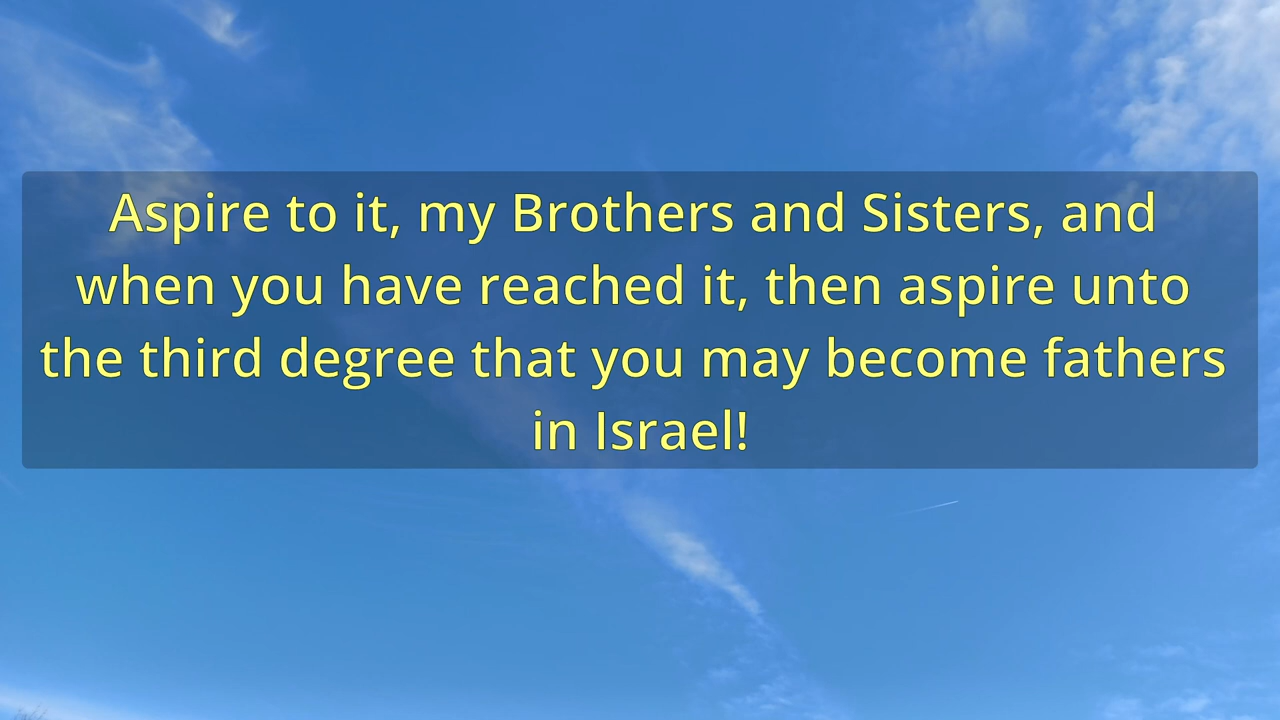 Aspire to it, my Brothers and Sisters, and
when you have reached it, then aspire unto
the third degree that you may become fathers
in Israel!